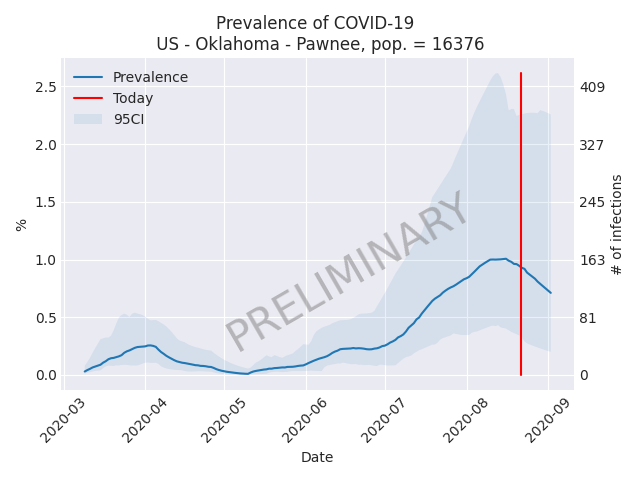 Prevalence of COVID-19
US - Oklahoma - Pawnee, pop. = 16376
Prevalence
Today
95CI
2.5
2.0
1.5
1.0
0.5
0.0
%
409
327
245
163
81
0
# of infections
PRELIMINARY
2020-03
2020-04
2020-05
2020-06
2020-07
2020-08
2020-09
Date